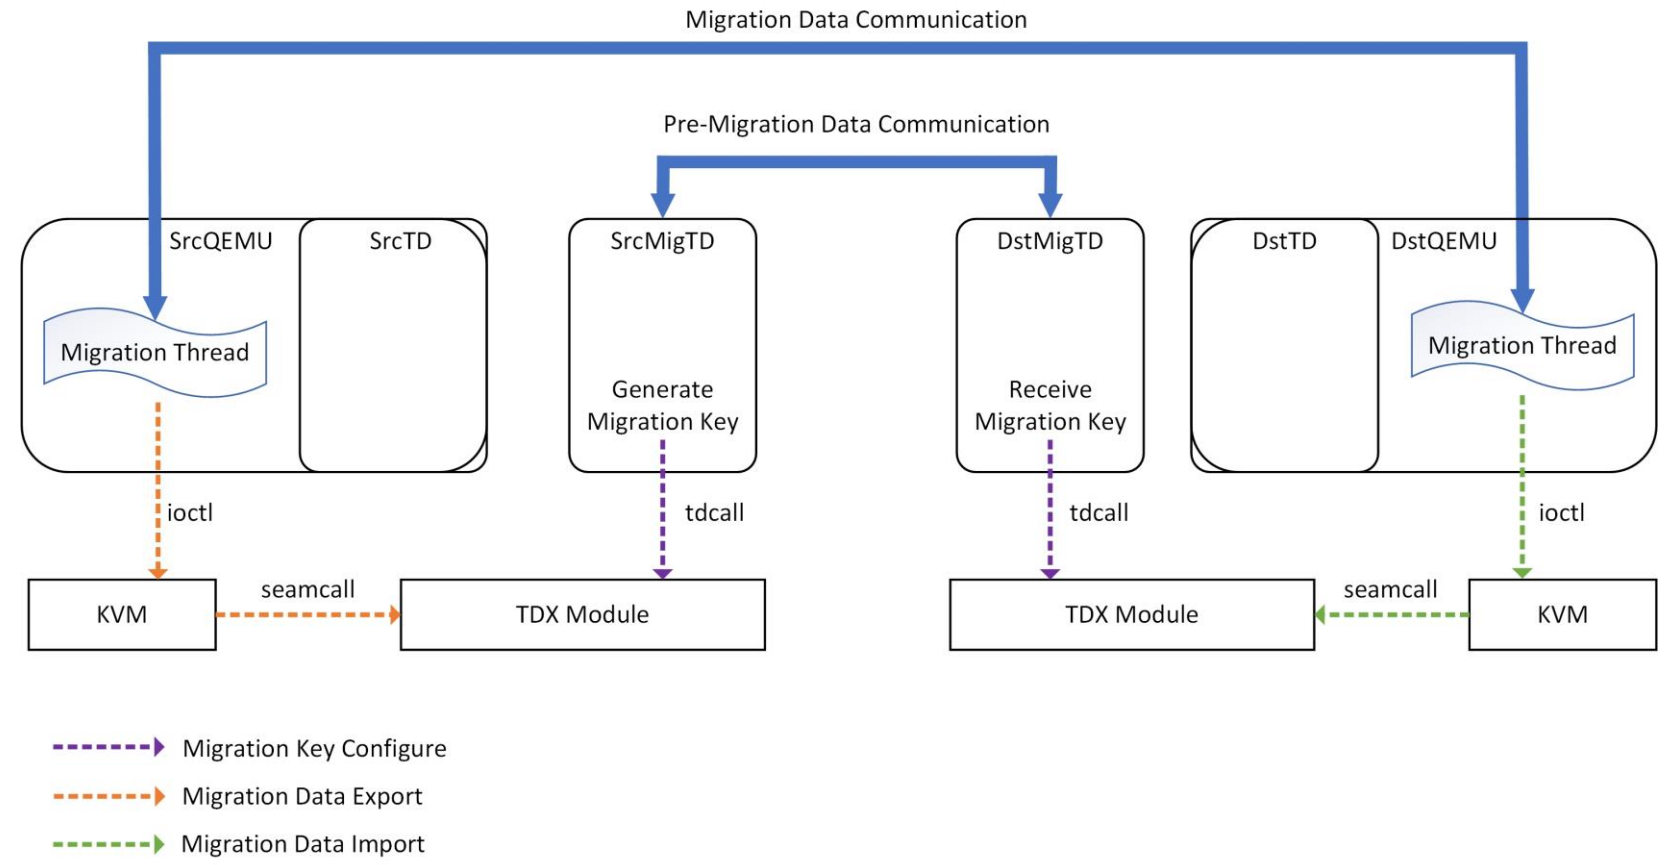 Migration Data Communication
Pre-Migration Data Communication
SrcQEMU
SrcTD
SrcMigTD
DstMigTD
DstTD
DstQEMU
Migration Thread
Migration Thread
Generate
Migration Key
Receive
Migration Key
ioctl
tdcall
tdcall
ioctl
seamcall
seamcall
KVM
TDX Module
TDX Module
KVM
Migration Key Configure
Migration Data Export
Migration Data Import